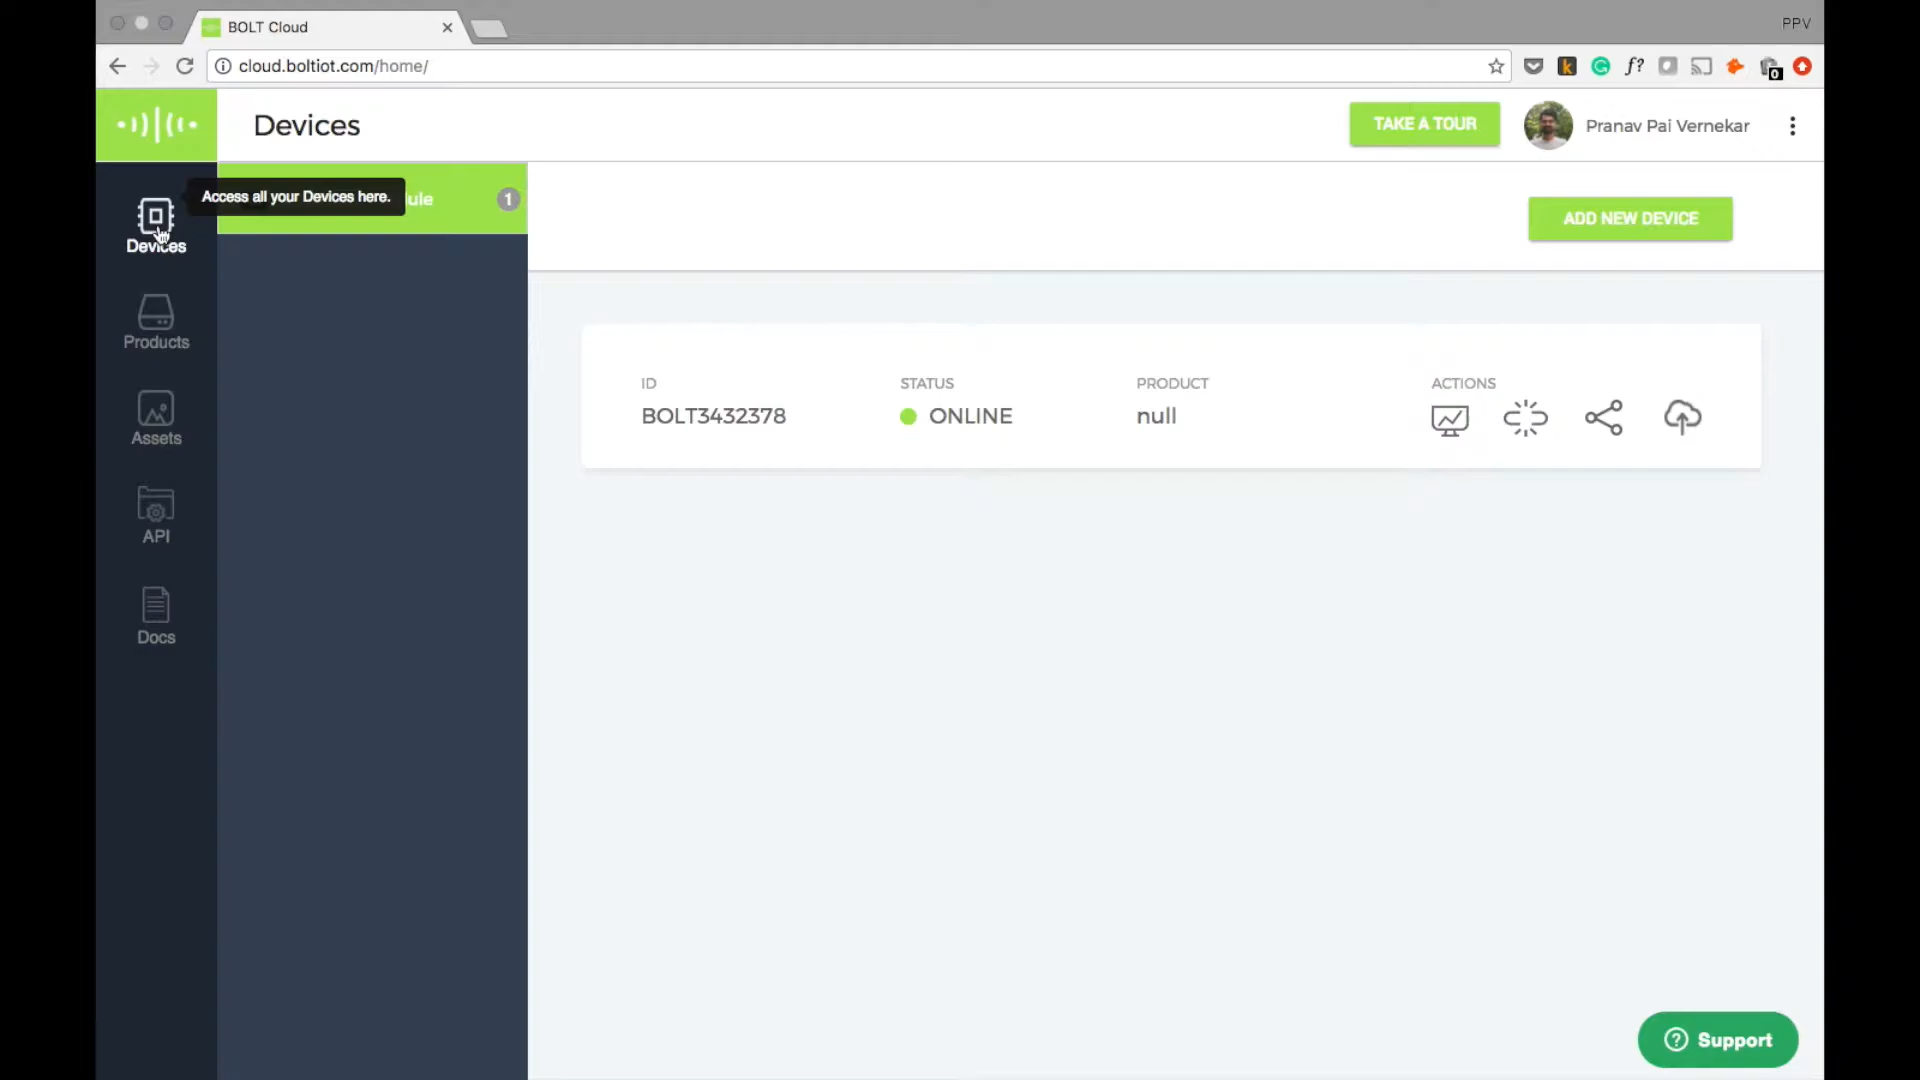 BOLT Cloud
PPV
cloud.boltiot.com/home/
k
f?
0
Devices
TAKE A TOUR
Pranav Pai Vernekar
Access all your Devices here.
1
ADD NEW DEVICE
Devices
Products
Assets
API
Docs
ID STATUS PRODUCT ACTIONS
BOLT3432378 ONLINE null
? Support